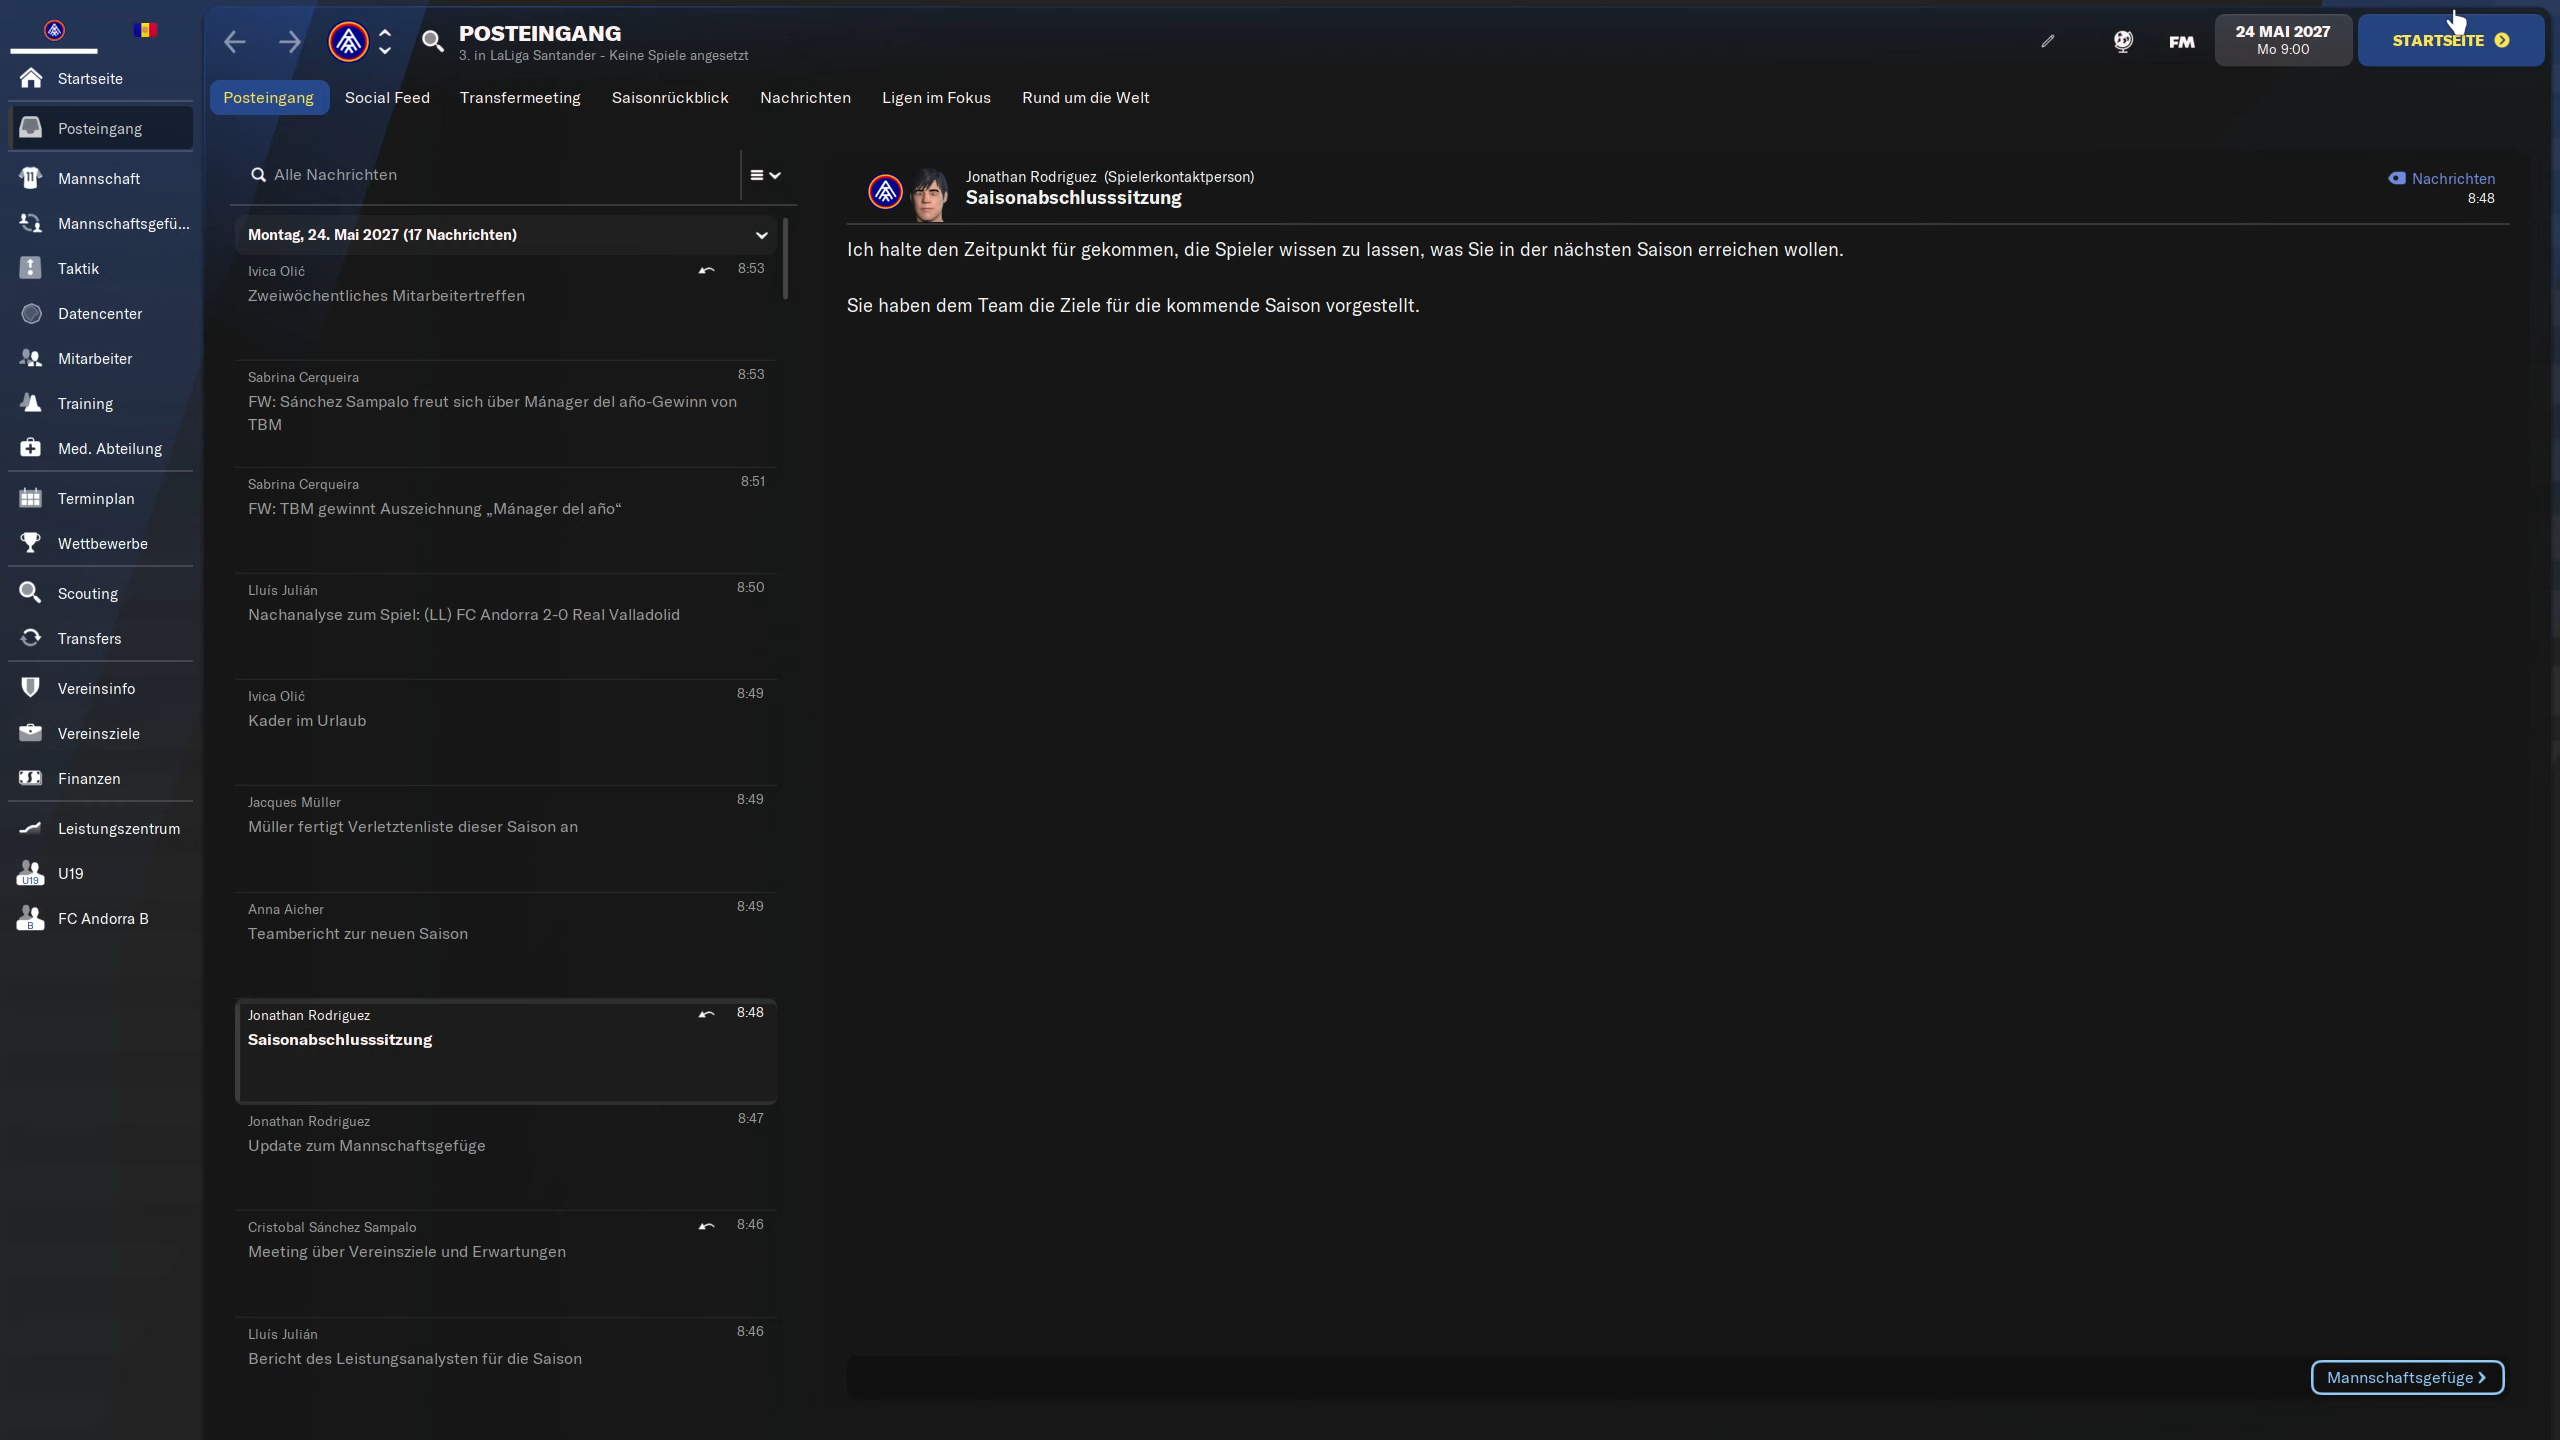 POSTEINGANG
3. in LaLiga Santander - Keine Spiele angesetzt
FM
24 MAI 2027
Mo 9:00
STARTSEITE
Startseite
Posteingang
Mannschaft
Mannschaftsgefü...
Taktik
Datencenter
Mitarbeiter
Training
Med. Abteilung
Terminplan
Wettbewerbe
Scouting
Transfers
Vereinsinfo
Vereinsziele
Finanzen
Leistungszentrum
U19
U19
B
FC Andorra B
Posteingang
Social Feed
Transfermeeting
Saisonrückblick
Nachrichten
Ligen im Fokus
Rund um die Welt
Alle Nachrichten
Montag, 24. Mai 2027 (17 Nachrichten)
Ivica Olić
8:53
Zweiwöchentliches Mitarbeitertreffen
Sabrina Cerqueira
8:53
FW: Sánchez Sampalo freut sich über Mánager del año-Gewinn von
TBM
Sabrina Cerqueira
8:51
FW: TBM gewinnt Auszeichnung „Mánager del año“
Lluís Julián
8:50
Nachanalyse zum Spiel: (LL) FC Andorra 2-0 Real Valladolid
Ivica Olić
8:49
Kader im Urlaub
Jacques Müller
8:49
Müller fertigt Verletztenliste dieser Saison an
Anna Aicher
8:49
Teambericht zur neuen Saison
Jonathan Rodriguez
8:48
Saisonabschlusssitzung
Jonathan Rodriguez
8:47
Update zum Mannschaftsgefüge
Cristobal Sánchez Sampalo
8:46
Meeting über Vereinsziele und Erwartungen
Lluís Julián
8:46
Bericht des Leistungsanalysten für die Saison
Jonathan Rodriguez (Spielerkontaktperson)
Saisonabschlusssitzung
Nachrichten
8:48
Ich halte den Zeitpunkt für gekommen, die Spieler wissen zu lassen, was Sie in der nächsten Saison erreichen wollen.
Sie haben dem Team die Ziele für die kommende Saison vorgestellt.
Mannschaftsgefüge